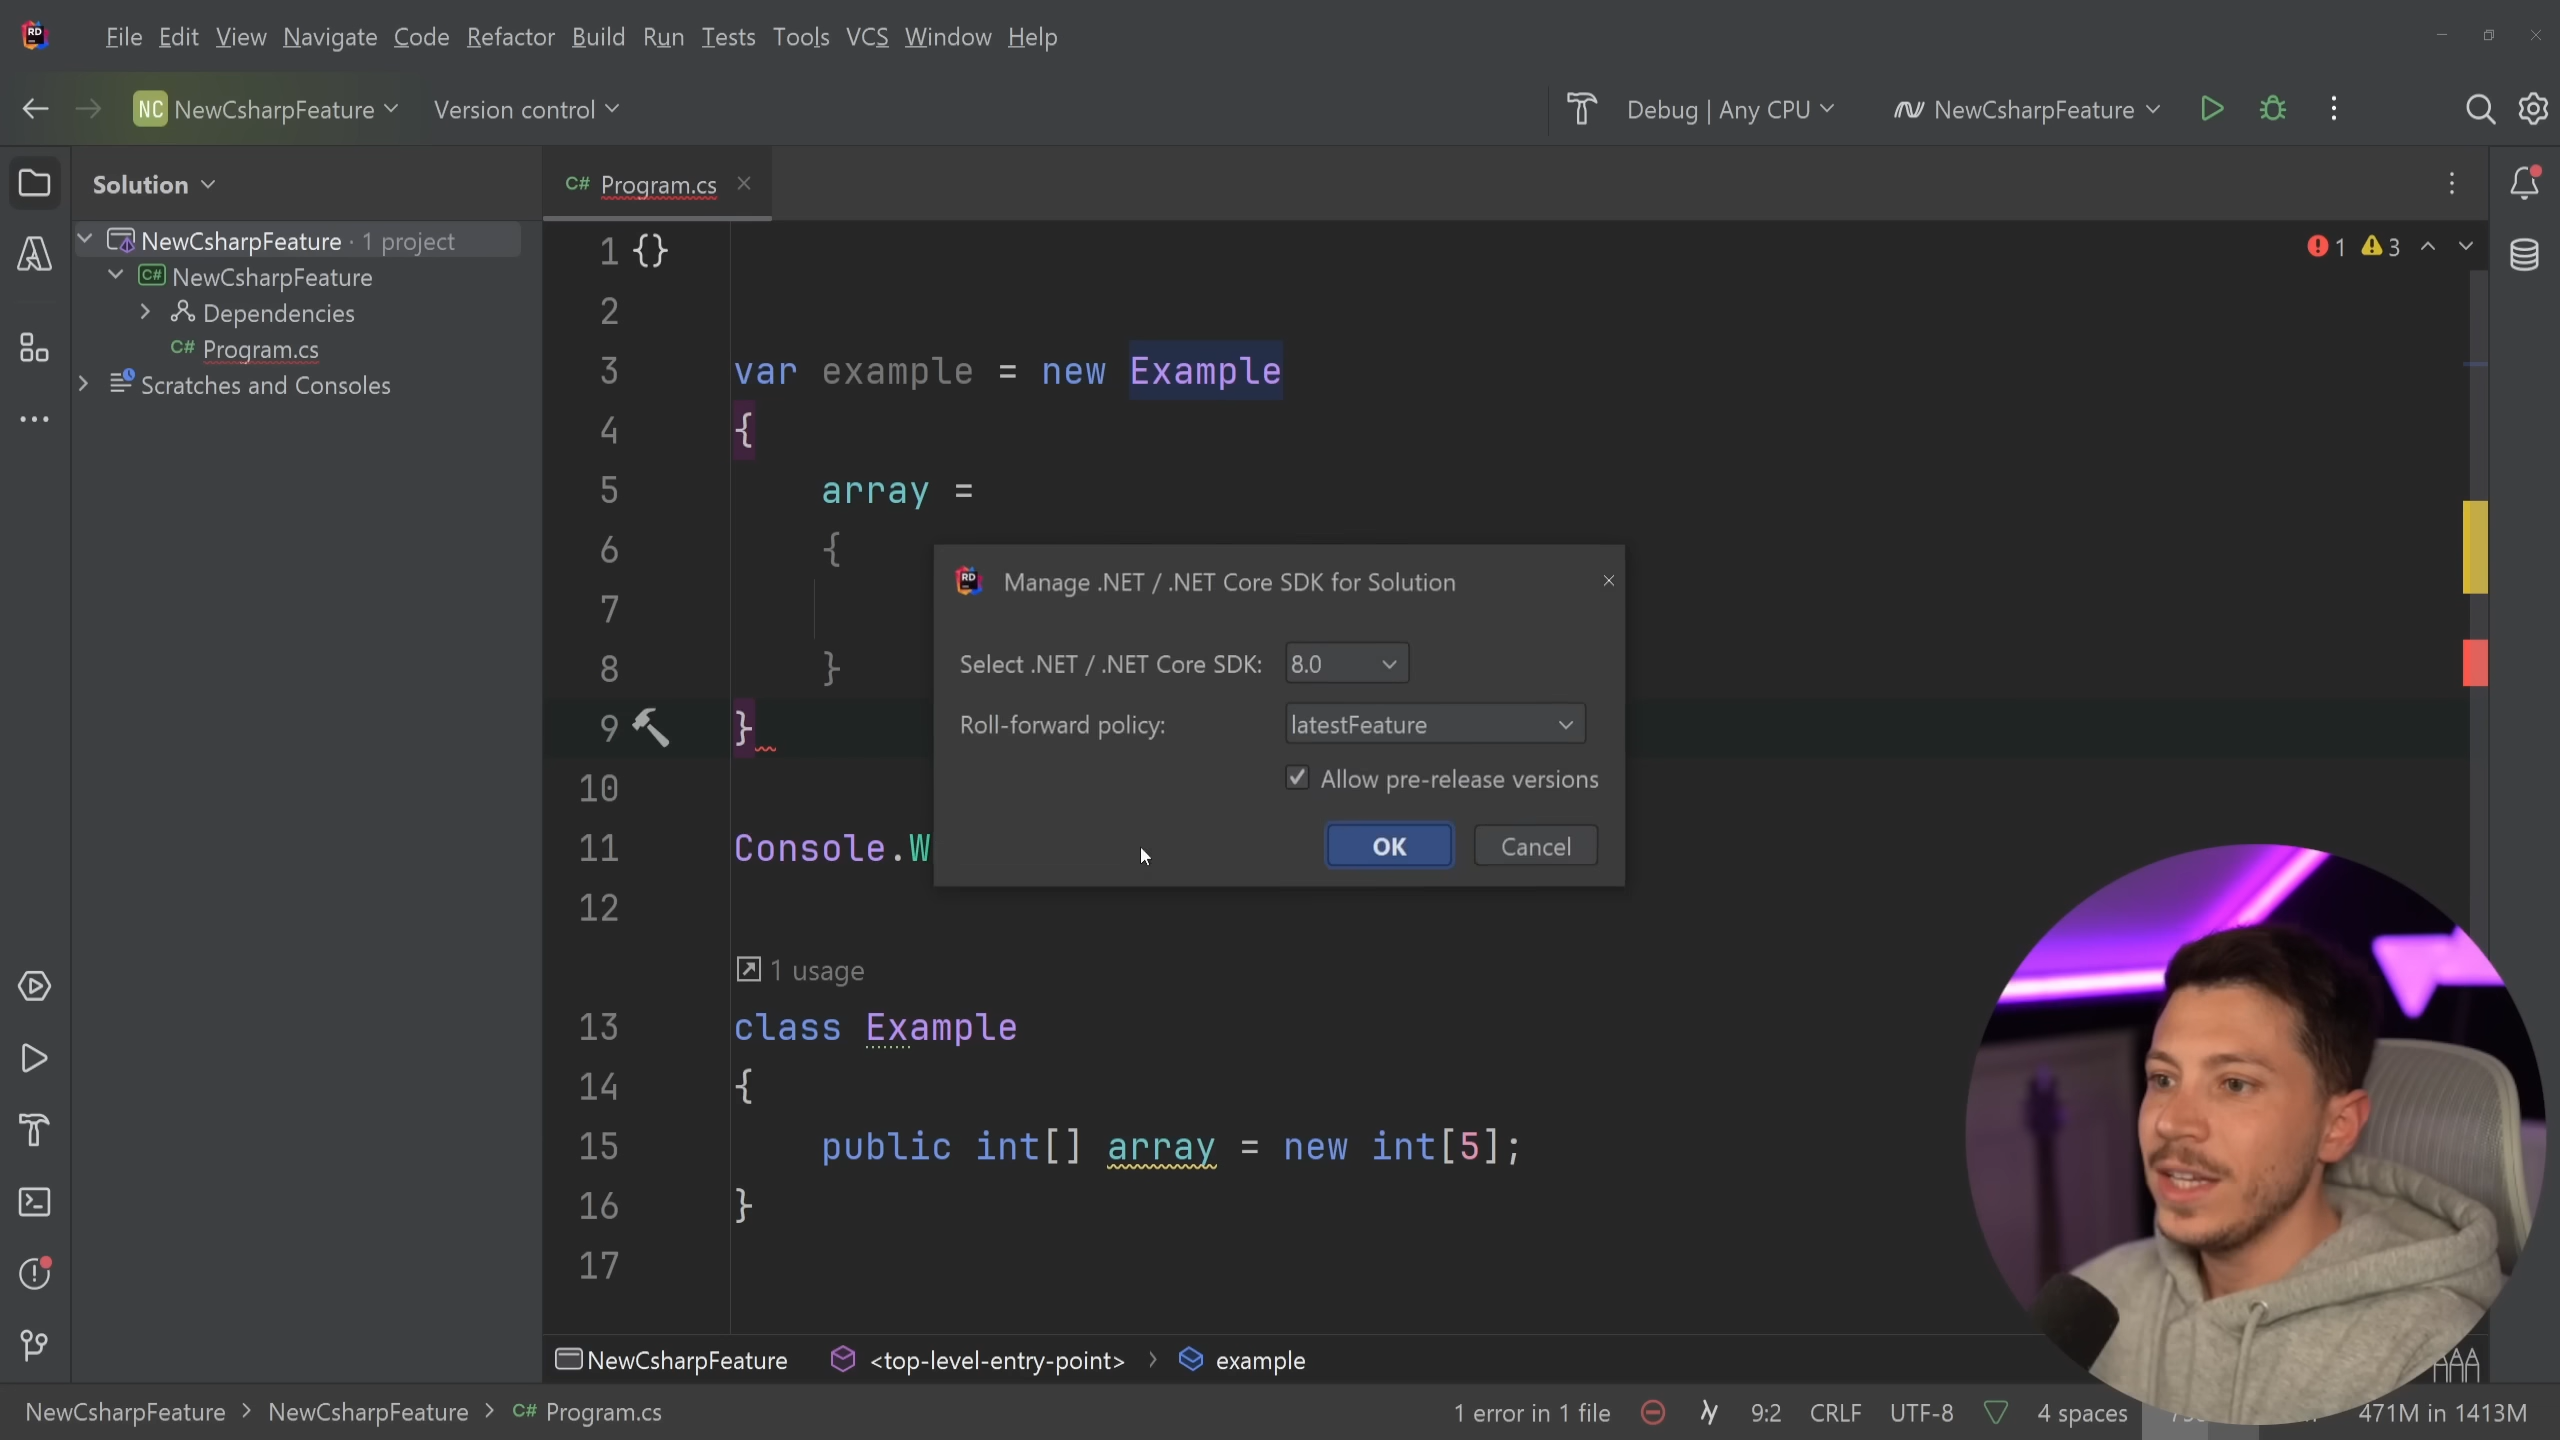 File Edit View Navigate Code Refactor Build Run Tests Tools VCS Window Help
NC NewCsharpFeature Version control Debug | Any CPU NewCsharpFeature
Solution
C# Program.cs
NewCsharpFeature · 1 project
C# NewCsharpFeature
Dependencies
C# Program.cs
Scratches and Consoles
1 3
1 {}
2
3 var example = new Example
4 {
5 array =
6 {
7
8 }
9 }
10
11 Console.W
12
1 usage
13 class Example
14 {
15 public int[] array = new int[5];
16 }
17
RD Manage .NET / .NET Core SDK for Solution
Select .NET / .NET Core SDK: 8.0
Roll-forward policy: latestFeature
Allow pre-release versions
OK Cancel
NewCsharpFeature <top-level-entry-point> example
NewCsharpFeature NewCsharpFeature C# Program.cs
1 error in 1 file 9:2 CRLF UTF-8 4 spaces 471M in 1413M